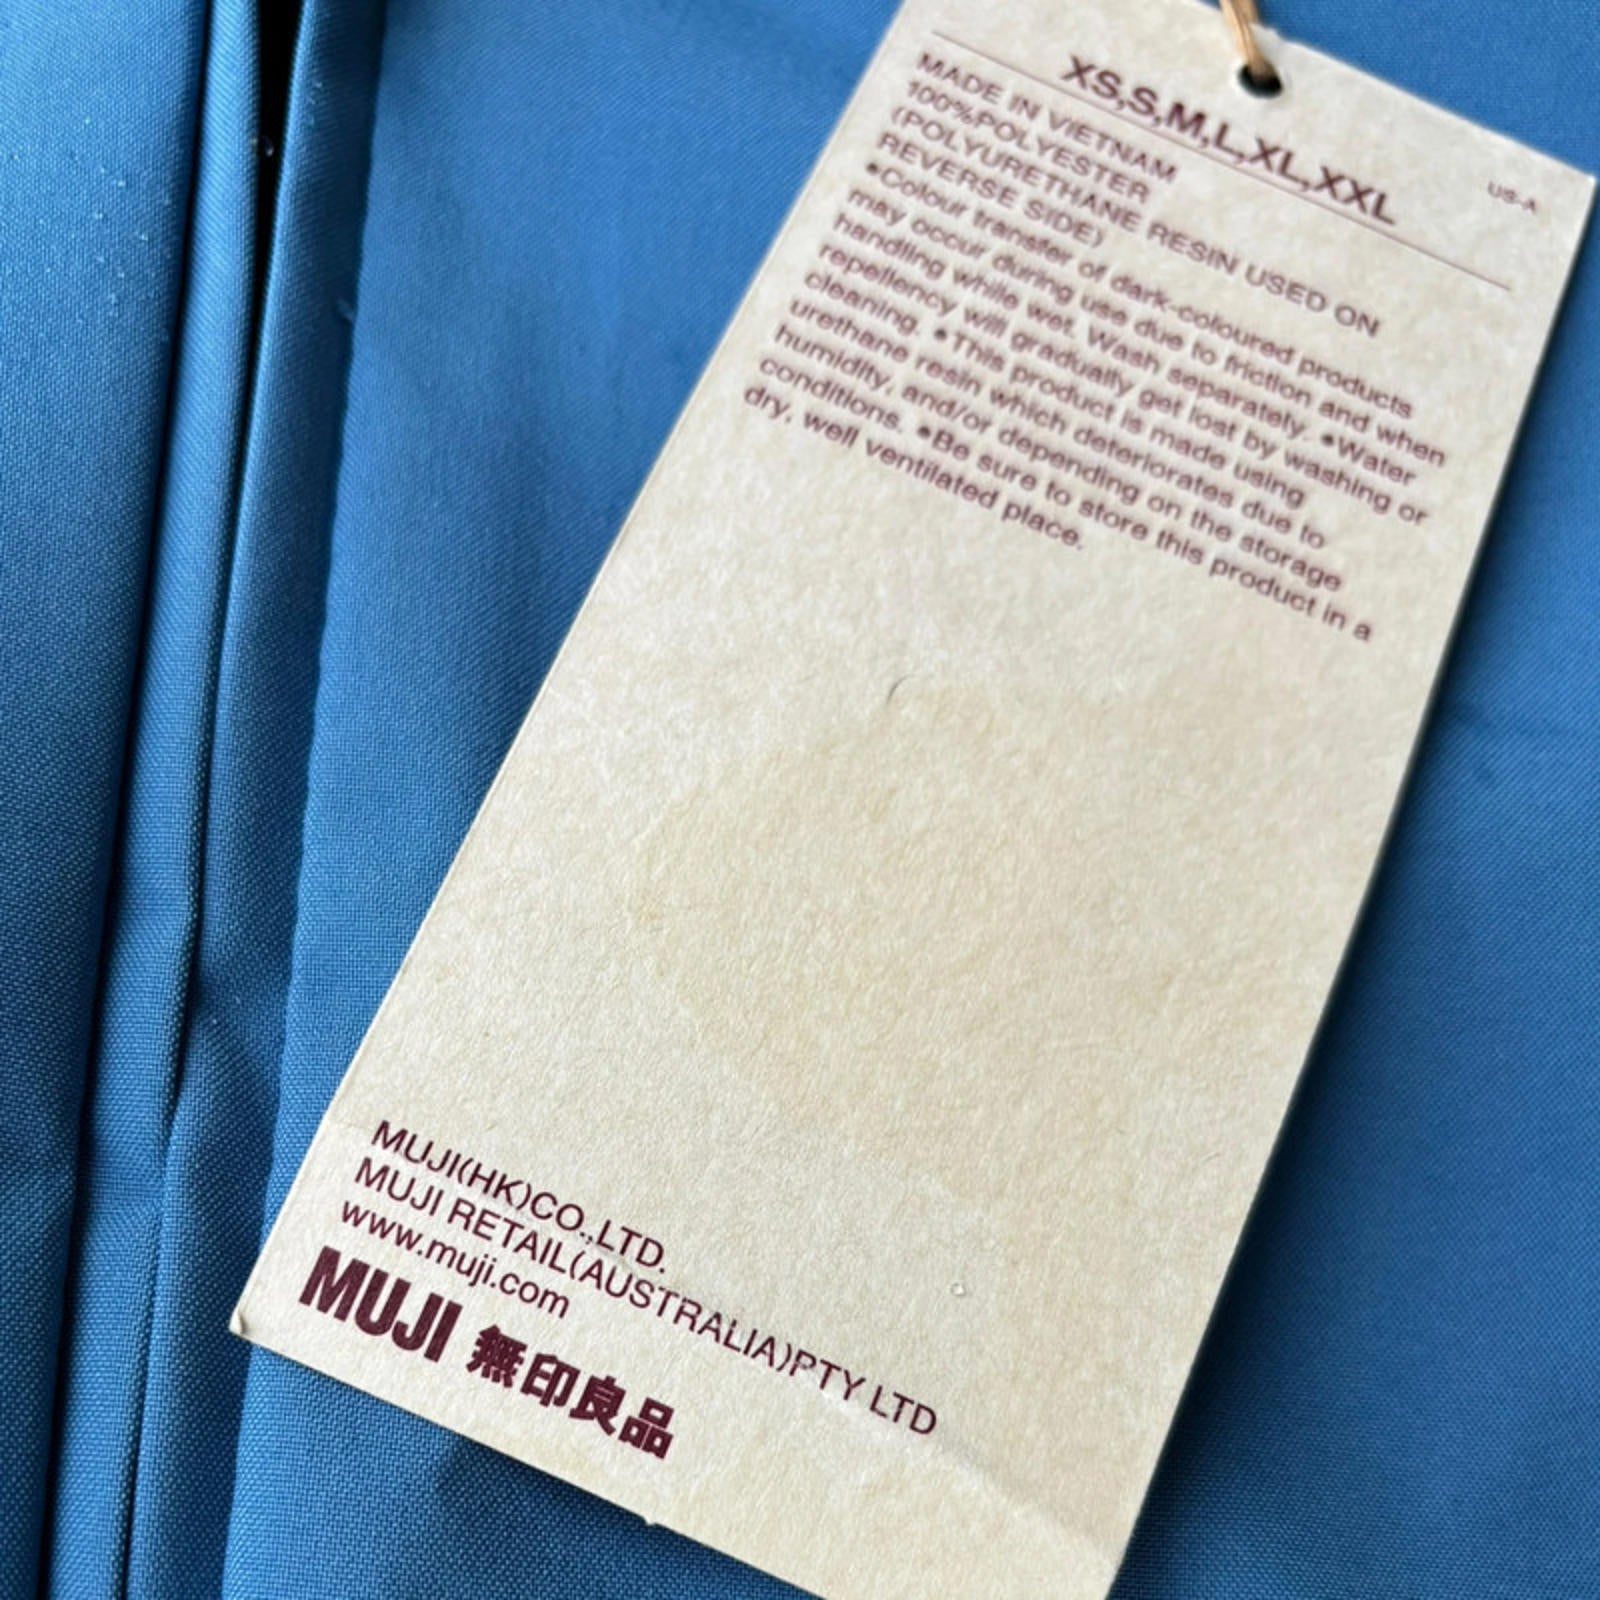 XS,S,M,L,XL,XXL
US-A
MADE IN VIETNAM
100%POLYESTER
(POLYURETHANE RESIN USED ON
REVERSE SIDE)
•Colour transfer of dark-coloured products
may occur during use due to friction and when
handling while wet. Wash separately. •Water
repellency will gradually get lost by washing or
cleaning. •This product is made using
urethane resin which deteriorates due to
humidity, and/or depending on the storage
conditions. •Be sure to store this product in a
dry, well ventilated place.
MUJI(HK)CO.,LTD.
MUJI RETAIL(AUSTRALIA)PTY LTD
www.muji.com
MUJI 無印良品